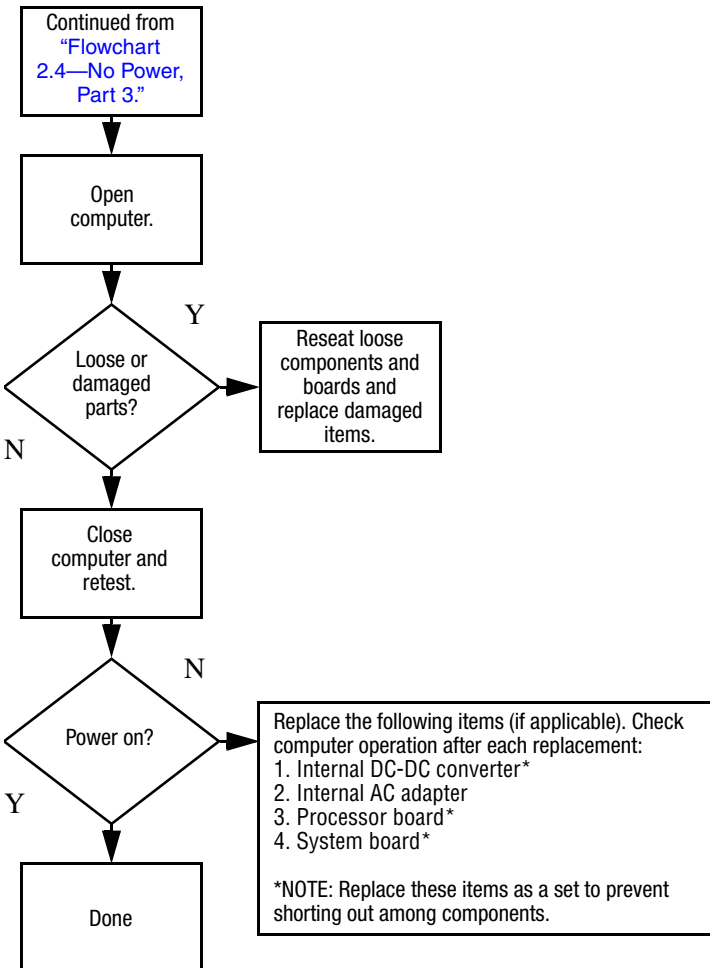 Continued from
“Flowchart
2.4—No Power,
Part 3.”
Open
computer.
Y
Loose or
damaged
parts?
Reseat loose
components and
boards and
replace damaged
items.
N
Close
computer and
retest.
N
Power on?
Replace the following items (if applicable). Check
computer operation after each replacement:
1. Internal DC-DC converter*
2. Internal AC adapter
3. Processor board*
4. System board*
*NOTE: Replace these items as a set to prevent
shorting out among components.
Y
Done